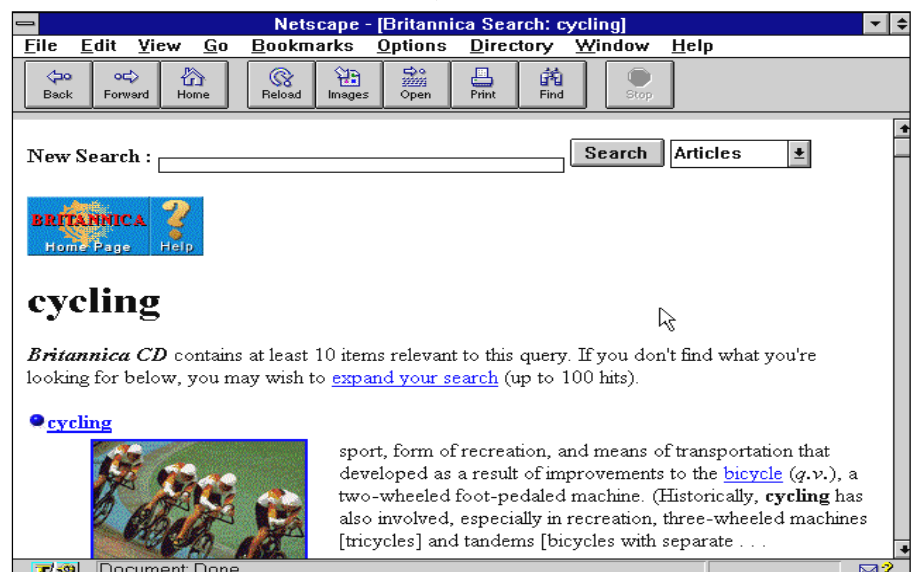 Netscape - [Britannica Search: cycling]
File Edit View Go Bookmarks Options Directory Window Help
Back Forward Home Reload Images Open Print Find Stop
New Search : Search Articles
BRITANNICA
Home Page Help
cycling
Britannica CD contains at least 10 items relevant to this query. If you don't find what you're
looking for below, you may wish to expand your search (up to 100 hits).
cycling
sport, form of recreation, and means of transportation that
developed as a result of improvements to the bicycle (q.v.), a
two-wheeled foot-pedaled machine. (Historically, cycling has
also involved, especially in recreation, three-wheeled machines
[tricycles] and tandems [bicycles with separate . . .
Document: Done